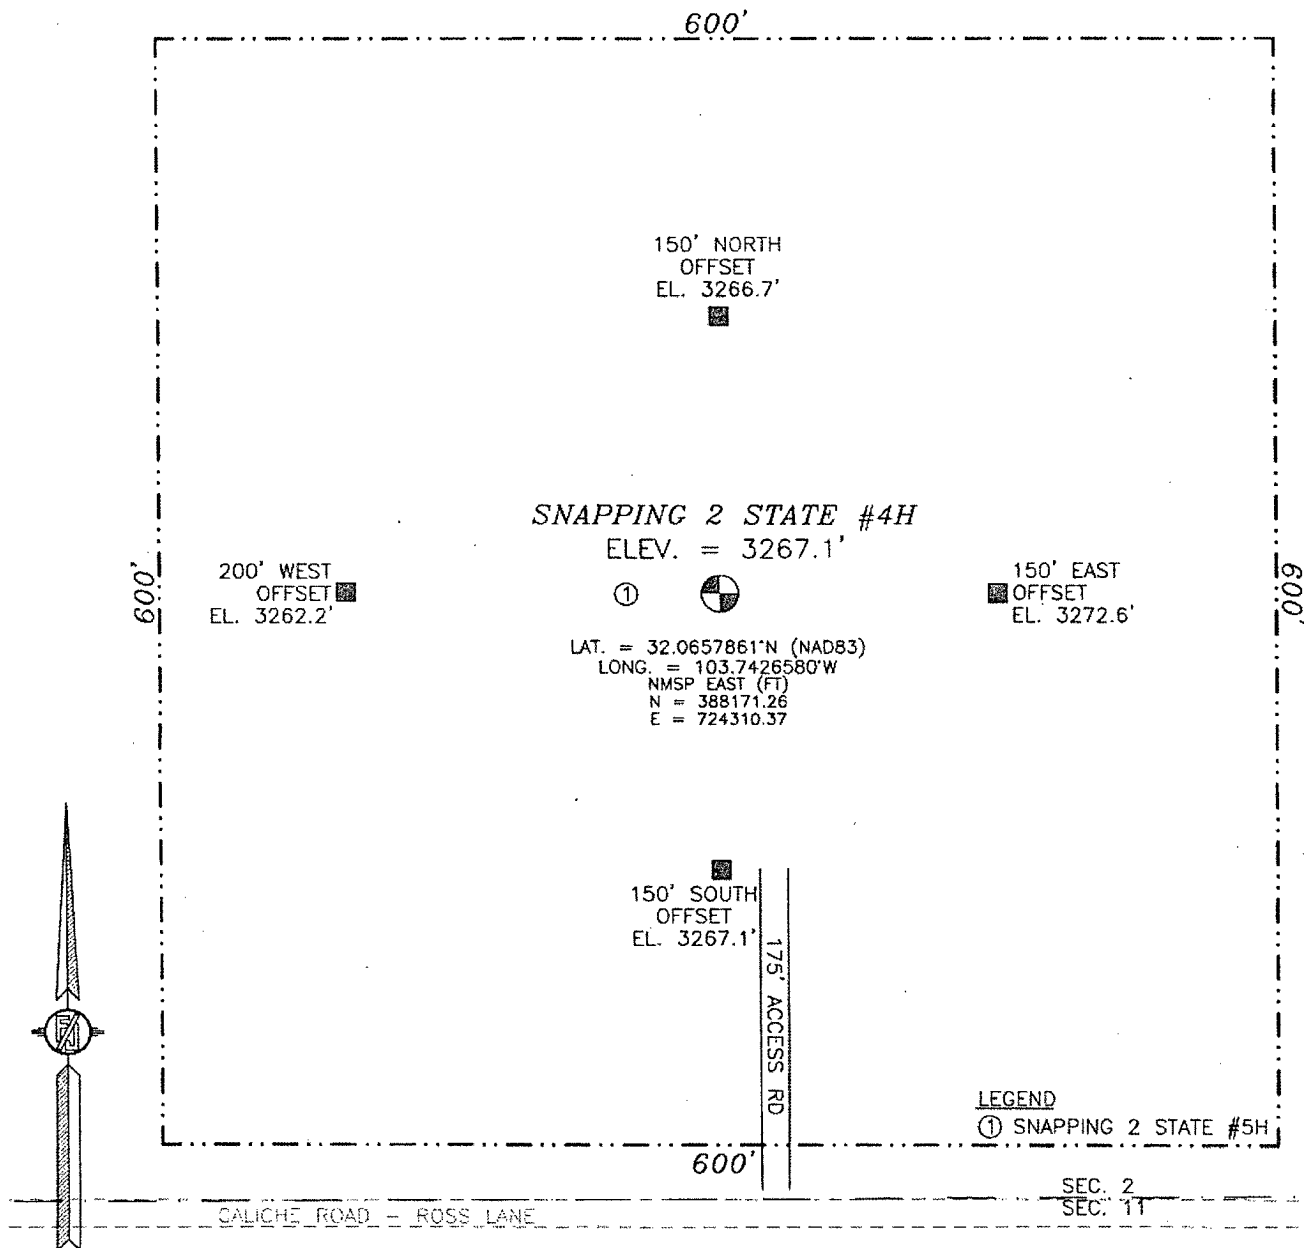 600'
150' NORTH
OFFSET
EL. 3266.7'
SNAPPING 2 STATE #4H
ELEV. = 3267.1'
600'
200' WEST
OFFSET
EL. 3262.2'
①
150' EAST
OFFSET
EL. 3272.6'
600'
LAT. = 32.0657861°N (NAD83)
LONG. = 103.7426580°W
NMSP EAST (FT)
N = 388171.26
E = 724310.37
150' SOUTH
OFFSET
EL. 3267.1'
175' ACCESS RD
LEGEND
① SNAPPING 2 STATE #5H
600'
SEC. 2
SEC. 11
CALICHE ROAD - ROSS LANE